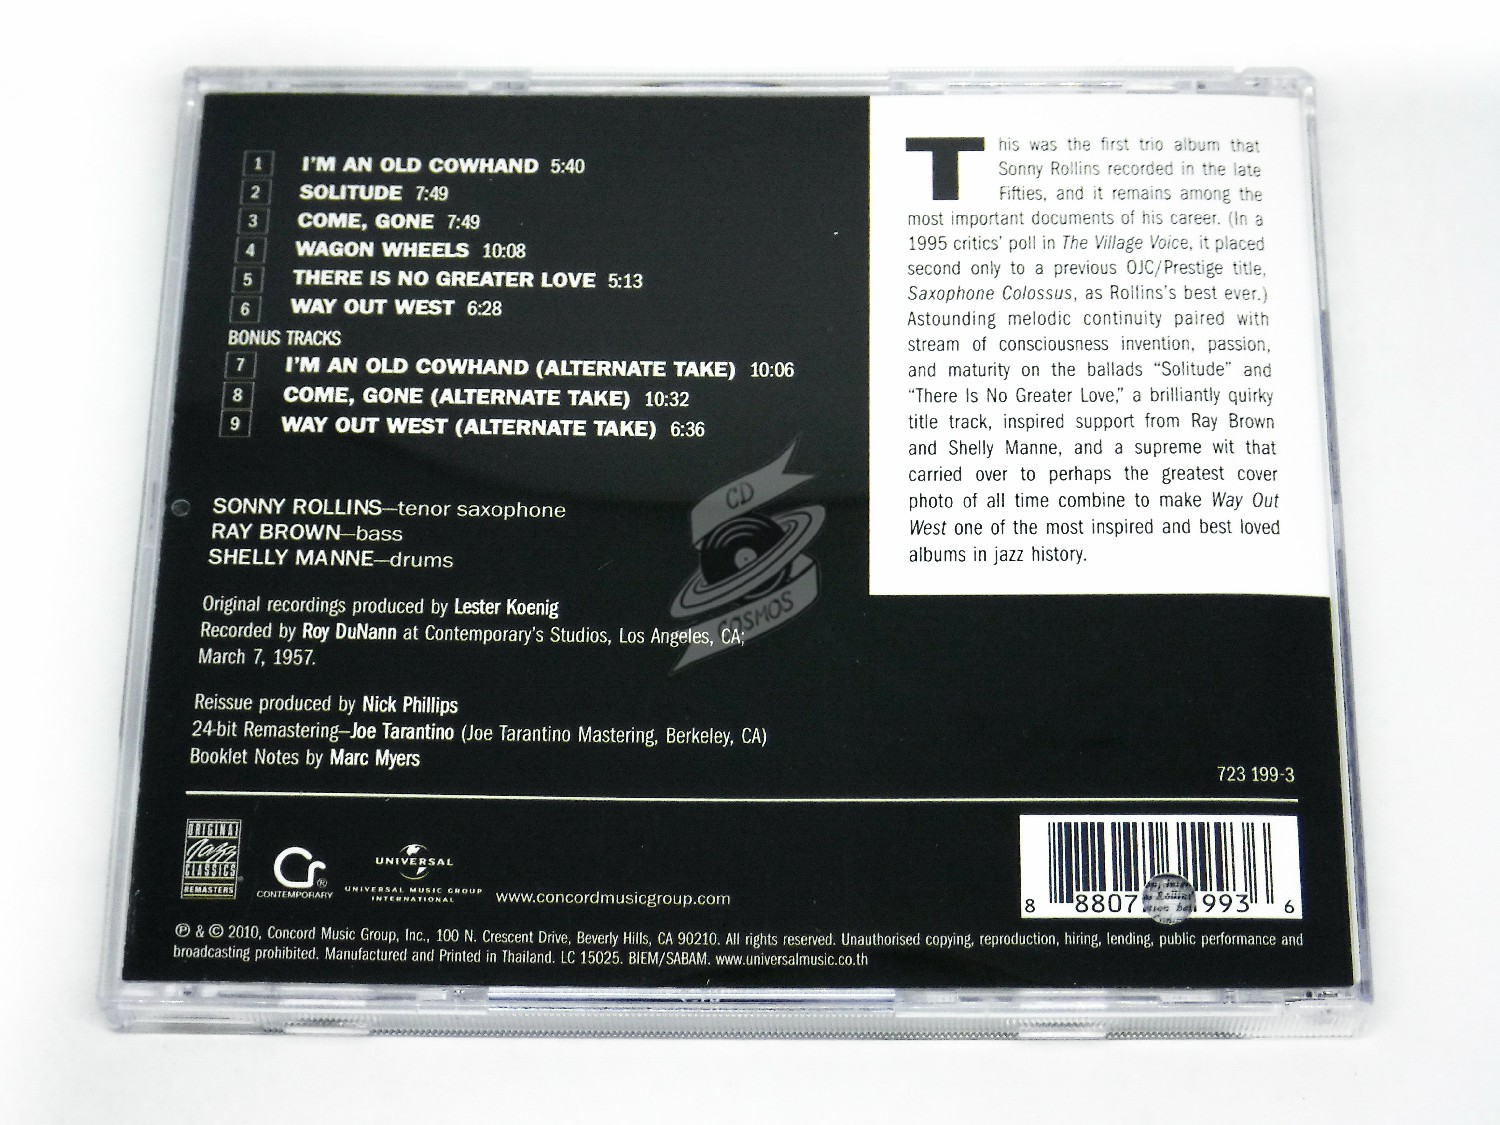 1 I'M AN OLD COWHAND 5:40
2 SOLITUDE 7:49
3 COME, GONE 7:49
4 WAGON WHEELS 10:08
5 THERE IS NO GREATER LOVE 5:13
6 WAY OUT WEST 6:28
BONUS TRACKS
7 I'M AN OLD COWHAND (ALTERNATE TAKE) 10:06
8 COME, GONE (ALTERNATE TAKE) 10:32
9 WAY OUT WEST (ALTERNATE TAKE) 6:36
SONNY ROLLINS—tenor saxophone
RAY BROWN—bass
SHELLY MANNE—drums
Original recordings produced by Lester Koenig
Recorded by Roy DuNann at Contemporary's Studios, Los Angeles, CA;
March 7, 1957.
Reissue produced by Nick Phillips
24-bit Remastering—Joe Tarantino (Joe Tarantino Mastering, Berkeley, CA)
Booklet Notes by Marc Myers
This was the first trio album that
Sonny Rollins recorded in the late
Fifties, and it remains among the
most important documents of his career. (In a
1995 critics' poll in The Village Voice, it placed
second only to a previous OJC/Prestige title,
Saxophone Colossus, as Rollins's best ever.)
Astounding melodic continuity paired with
stream of consciousness invention, passion,
and maturity on the ballads "Solitude" and
"There Is No Greater Love," a brilliantly quirky
title track, inspired support from Ray Brown
and Shelly Manne, and a supreme wit that
carried over to perhaps the greatest cover
photo of all time combine to make Way Out
West one of the most inspired and best loved
albums in jazz history.
CD
COSMOS
723 199-3
ORIGINAL
Jazz
CLASSICS
REMASTERS
Cr®
CONTEMPORARY
UNIVERSAL
UNIVERSAL MUSIC GROUP
INTERNATIONAL
www.concordmusicgroup.com
8 8807 993 6
℗ & © 2010, Concord Music Group, Inc., 100 N. Crescent Drive, Beverly Hills, CA 90210. All rights reserved. Unauthorised copying, reproduction, hiring, lending, public performance and
broadcasting prohibited. Manufactured and Printed in Thailand. LC 15025. BIEM/SABAM. www.universalmusic.co.th